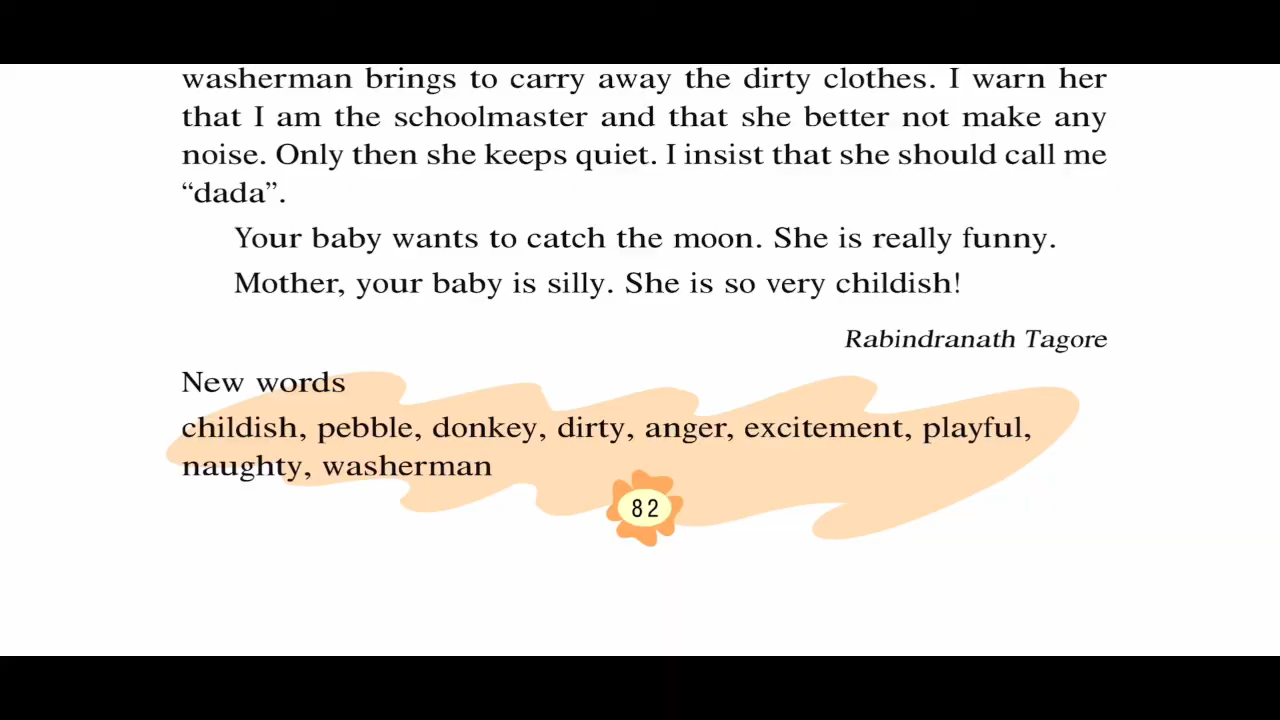 washerman brings to carry away the dirty clothes. I warn her
that I am the schoolmaster and that she better not make any
noise. Only then she keeps quiet. I insist that she should call me
“dada”.
Your baby wants to catch the moon. She is really funny.
Mother, your baby is silly. She is so very childish!
Rabindranath Tagore
New words
childish, pebble, donkey, dirty, anger, excitement, playful,
naughty, washerman
82